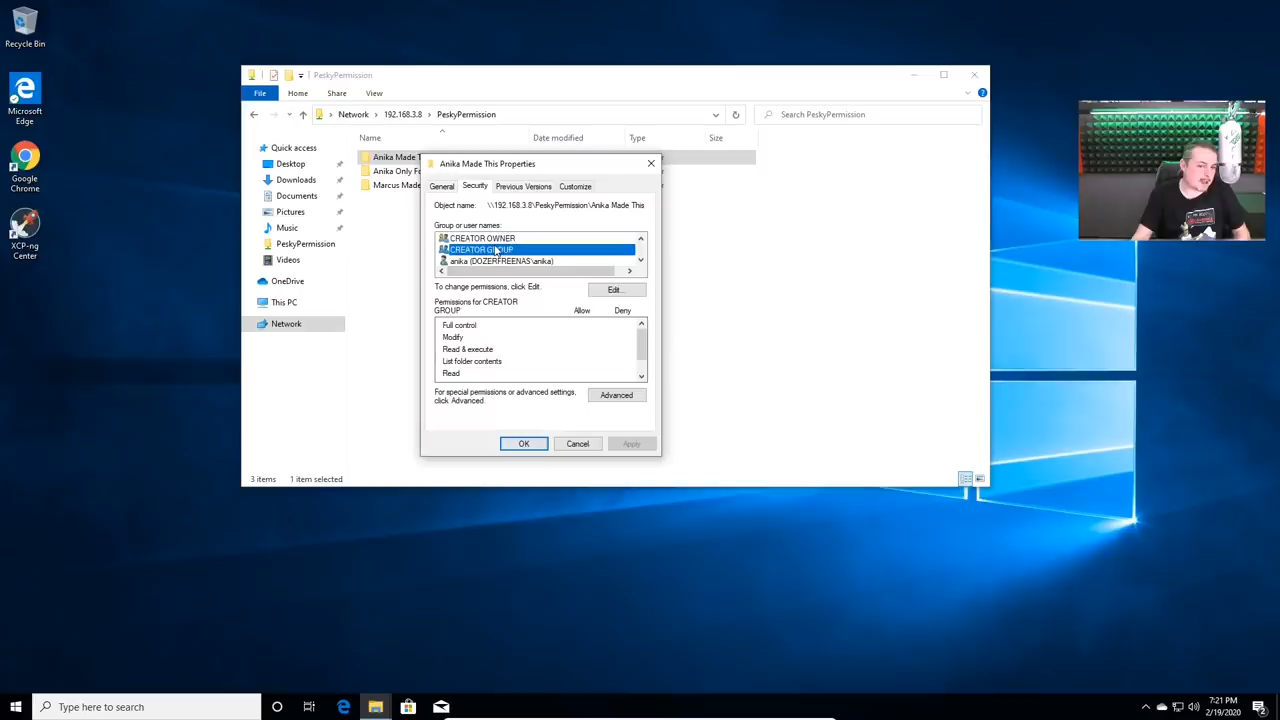 Recycle Bin
Microsoft Edge
Google Chrome
XCP-ng Center
PeskyPermission
File Home Share View
Network 192.168.3.8 PeskyPermission
Search PeskyPermission
Name Date modified Type Size
Quick access
Desktop
Downloads
Documents
Pictures
Music
PeskyPermission
Videos
OneDrive
This PC
Network
Anika Made
Anika Only
Marcus Made
3 items 1 item selected
Anika Made This Properties
General Security Previous Versions Customize
Object name: \\192.168.3.8\PeskyPermission\Anika Made This
Group or user names:
CREATOR OWNER
CREATOR GROUP
anika (DOZERFREENAS\anika)
To change permissions, click Edit.
Edit...
Permissions for CREATOR
GROUP Allow Deny
Full control
Modify
Read & execute
List folder contents
Read
For special permissions or advanced settings,
click Advanced.
Advanced
OK Cancel Apply
Type here to search
7:21 PM
2/19/2020